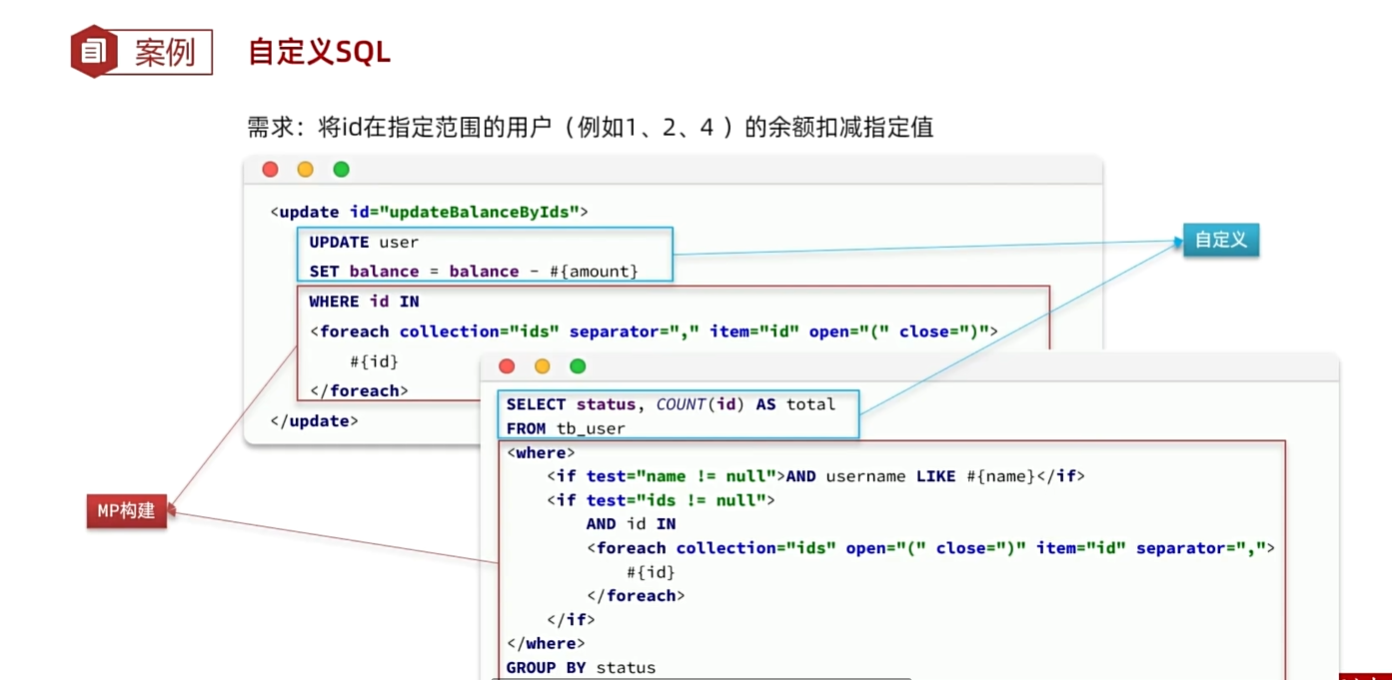 案例
自定义SQL
需求：将id在指定范围的用户（例如1、2、4 ）的余额扣减指定值
<update id="updateBalanceByIds">
UPDATE user
SET balance = balance - #{amount}
WHERE id IN
<foreach collection="ids" separator="," item="id" open="(" close=")">
#{id}
</foreach>
</update>
自定义
SELECT status, COUNT(id) AS total
FROM tb_user
<where>
<if test="name != null">AND username LIKE #{name}</if>
<if test="ids != null">
AND id IN
<foreach collection="ids" open="(" close=")" item="id" separator=",">
#{id}
</foreach>
</if>
</where>
GROUP BY status
MP构建